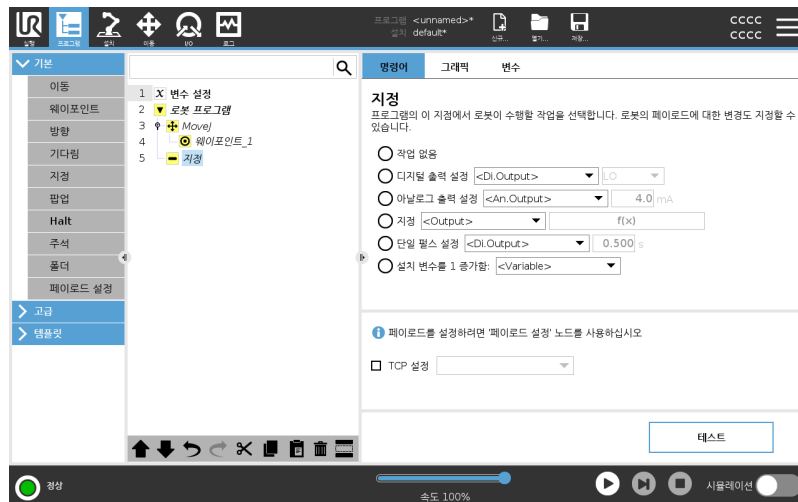 UR
실행
프로그램
설치
이동
I/O
로그
프로그램 <unnamed>*
설치 default*
신규...
열기...
저장...
CCCC
CCCC
기본
이동
웨이포인트
방향
기다림
지정
팝업
Halt
주석
폴더
페이로드 설정
고급
템플릿
1 X 변수 설정
2 로봇 프로그램
3 MoveJ
4 웨이포인트_1
5 지정
명령어 그래픽 변수
지정
프로그램의 이 지점에서 로봇이 수행할 작업을 선택합니다. 로봇의 페이로드에 대한 변경도 지정할 수
있습니다.
작업 없음
디지털 출력 설정 <Di.Output> LO
아날로그 출력 설정 <An.Output> 4.0 mA
지정 <Output> f(x)
단일 펄스 설정 <Di.Output> 0.500 s
설치 변수를 1 증가함: <Variable>
페이로드를 설정하려면 '페이로드 설정' 노드를 사용하십시오
TCP 설정
테스트
정상
속도 100%
시뮬레이션